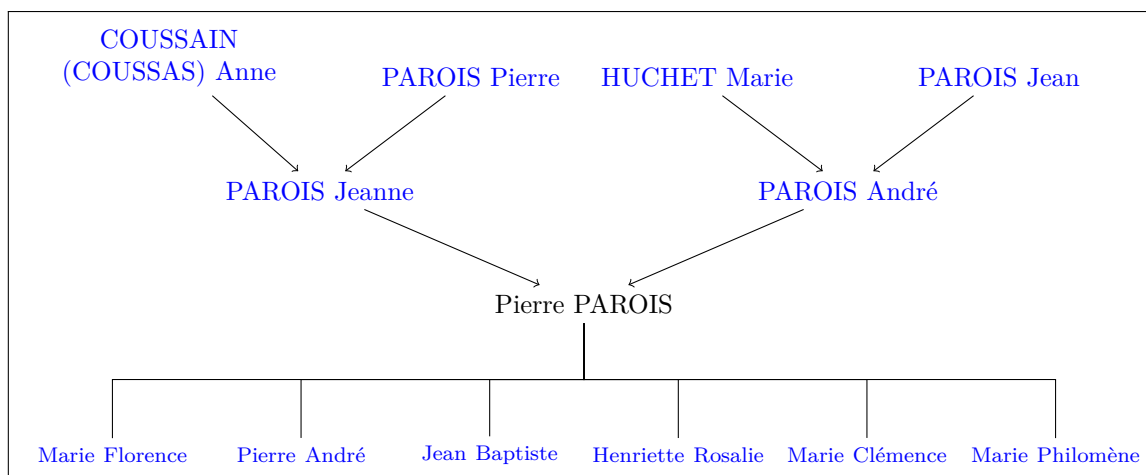 COUSSAIN
(COUSSAS) Anne
PAROIS Pierre
HUCHET Marie
PAROIS Jean
PAROIS Jeanne
PAROIS André
Pierre PAROIS
Marie Florence
Pierre André
Jean Baptiste
Henriette Rosalie
Marie Clémence
Marie Philomène